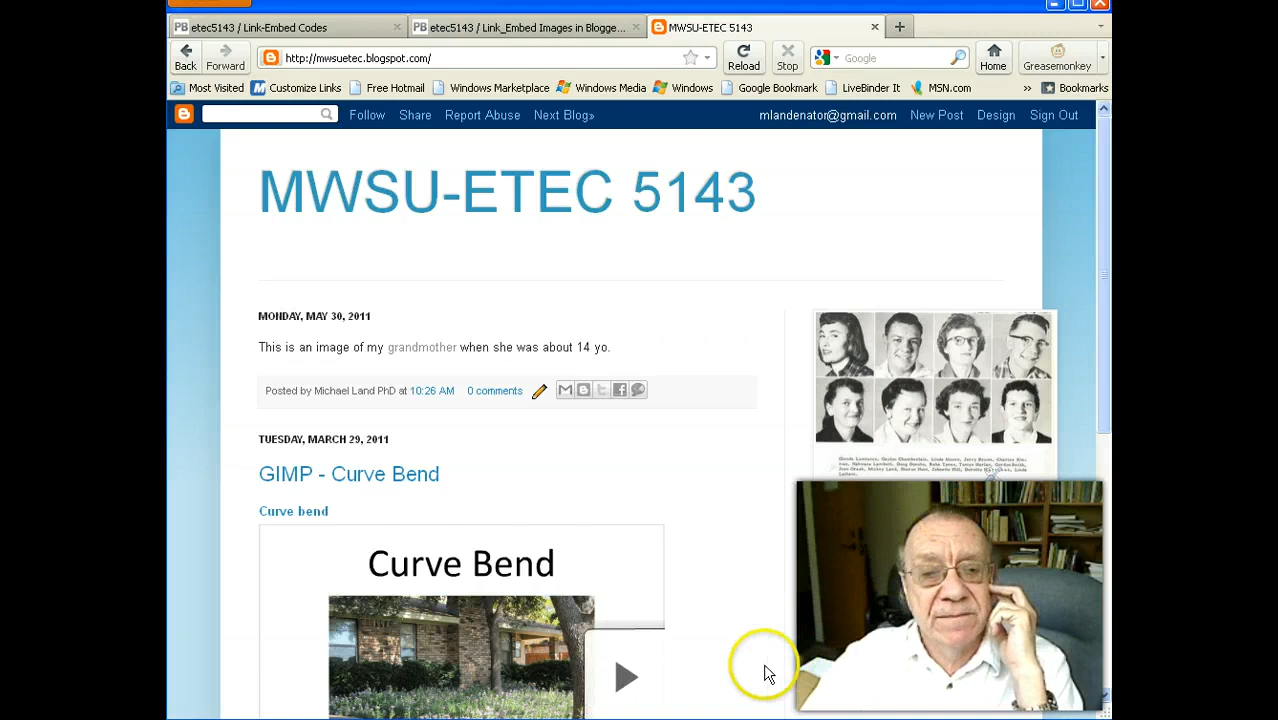 etec5143 / Link-Embed Codes
etec5143 / Link_Embed Images in Blogge...
MWSU-ETEC 5143
Back
Forward
http://mwsuetec.blogspot.com/
Reload
Stop
Google
Home
Greasemonkey
Most Visited
Customize Links
Free Hotmail
Windows Marketplace
Windows Media
Windows
Google Bookmark
LiveBinder It
MSN.com
»
Bookmarks
Follow
Share
Report Abuse
Next Blog»
mlandenator@gmail.com
New Post
Design
Sign Out
MWSU-ETEC 5143
MONDAY, MAY 30, 2011
This is an image of my grandmother when she was about 14 yo.
Posted by Michael Land PhD at 10:26 AM 0 comments
TUESDAY, MARCH 29, 2011
GIMP - Curve Bend
Curve bend
Curve Bend